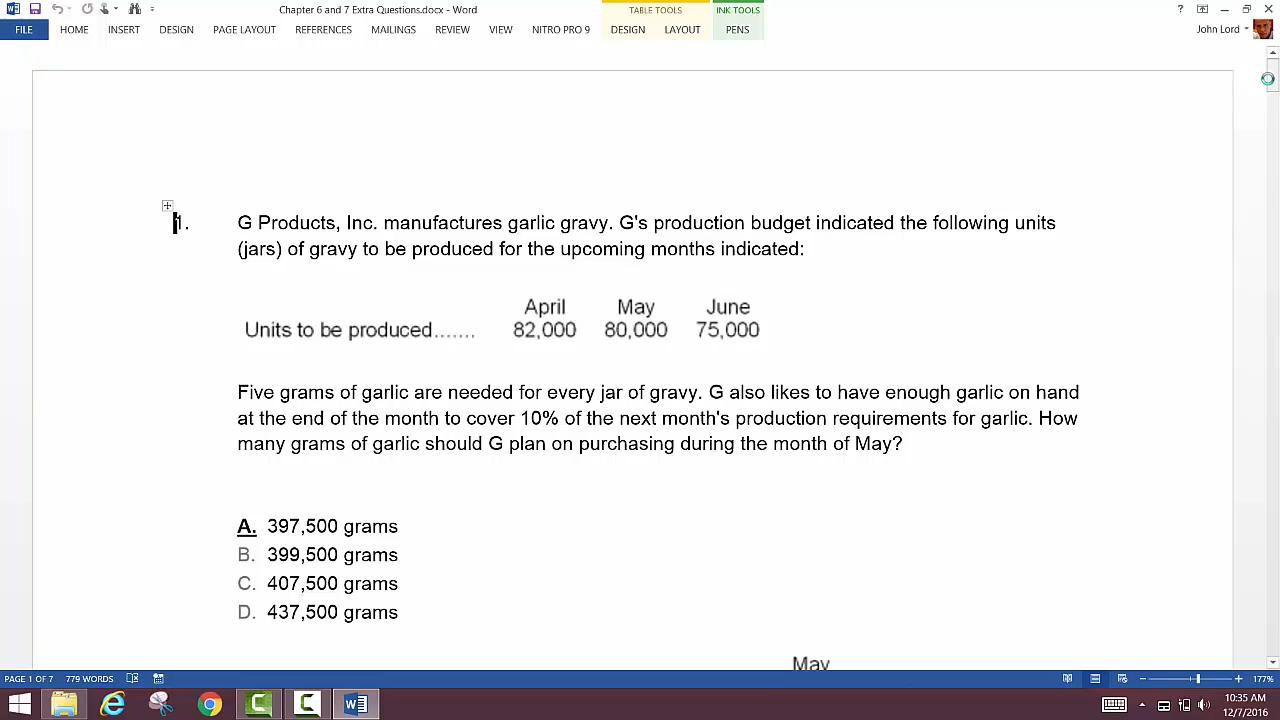 Chapter 6 and 7 Extra Questions.docx - Word
TABLE TOOLS
INK TOOLS
FILE HOME INSERT DESIGN PAGE LAYOUT REFERENCES MAILINGS REVIEW VIEW NITRO PRO 9 DESIGN LAYOUT PENS
John Lord
1. G Products, Inc. manufactures garlic gravy. G's production budget indicated the following units
(jars) of gravy to be produced for the upcoming months indicated:
April May June
Units to be produced....... 82,000 80,000 75,000
Five grams of garlic are needed for every jar of gravy. G also likes to have enough garlic on hand
at the end of the month to cover 10% of the next month's production requirements for garlic. How
many grams of garlic should G plan on purchasing during the month of May?
A. 397,500 grams
B. 399,500 grams
C. 407,500 grams
D. 437,500 grams
May
PAGE 1 OF 7 779 WORDS
177%
10:35 AM
12/7/2016